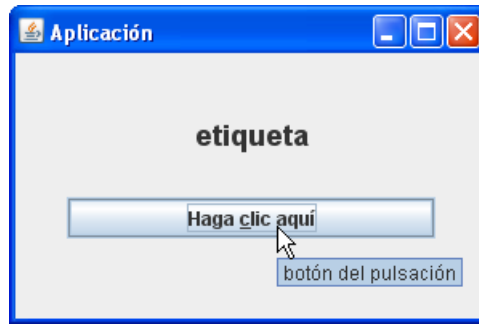 Aplicación
etiqueta
Haga clic aquí
botón del pulsación